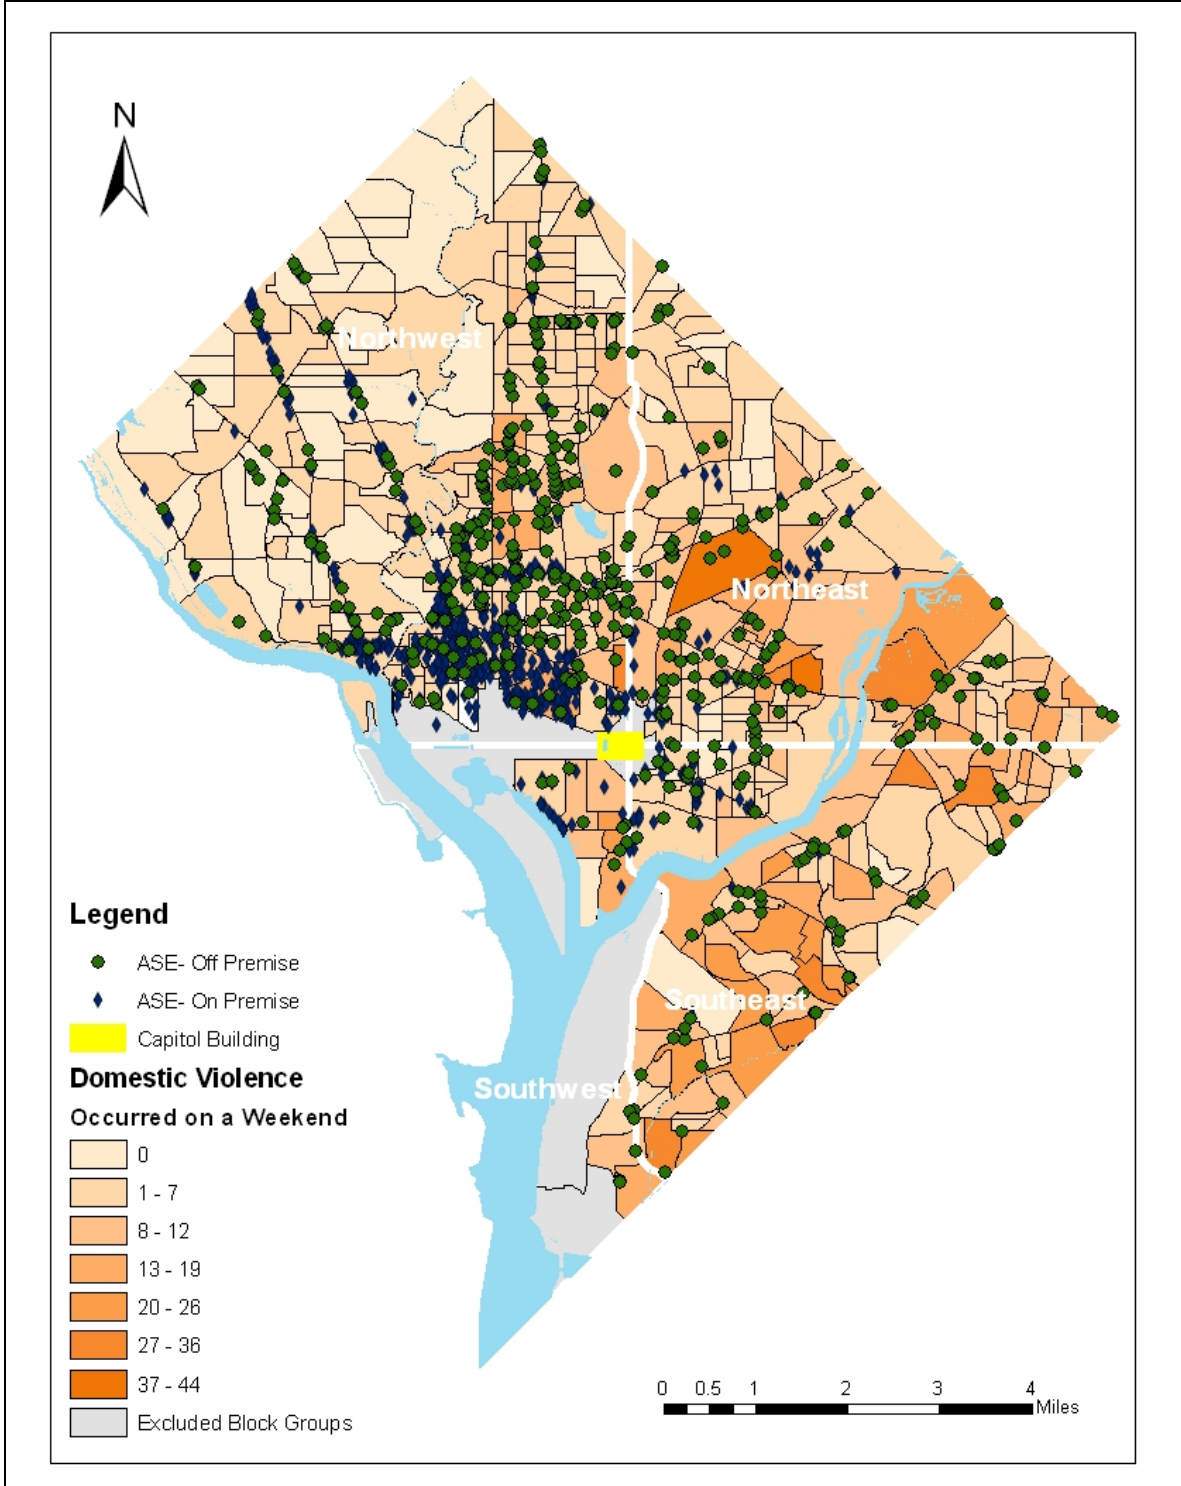 N
Northwest
Northeast
Southeast
Southwest
Legend
ASE- Off Premise
ASE- On Premise
Capitol Building
Domestic Violence
Occurred on a Weekend
0
1 - 7
8 - 12
13 - 19
20 - 26
27 - 36
37 - 44
Excluded Block Groups
0 0.5 1 2 3 4
Miles